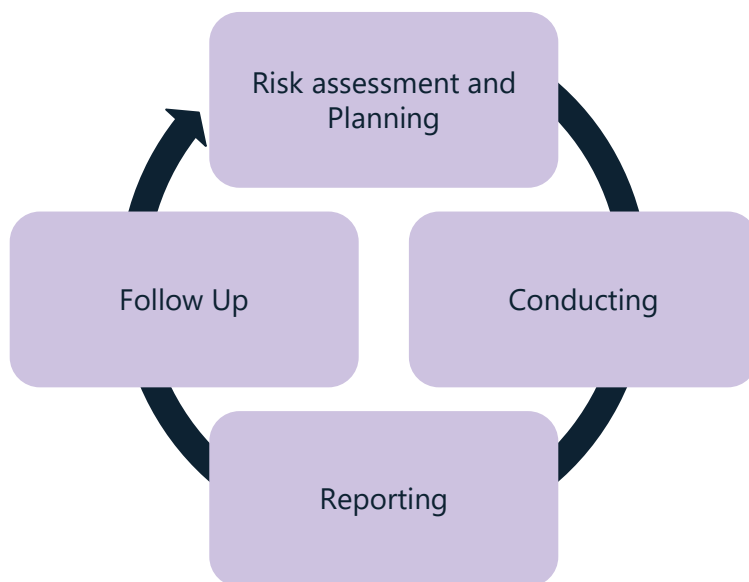 Risk assessment and
Planning
Conducting
Reporting
Follow Up